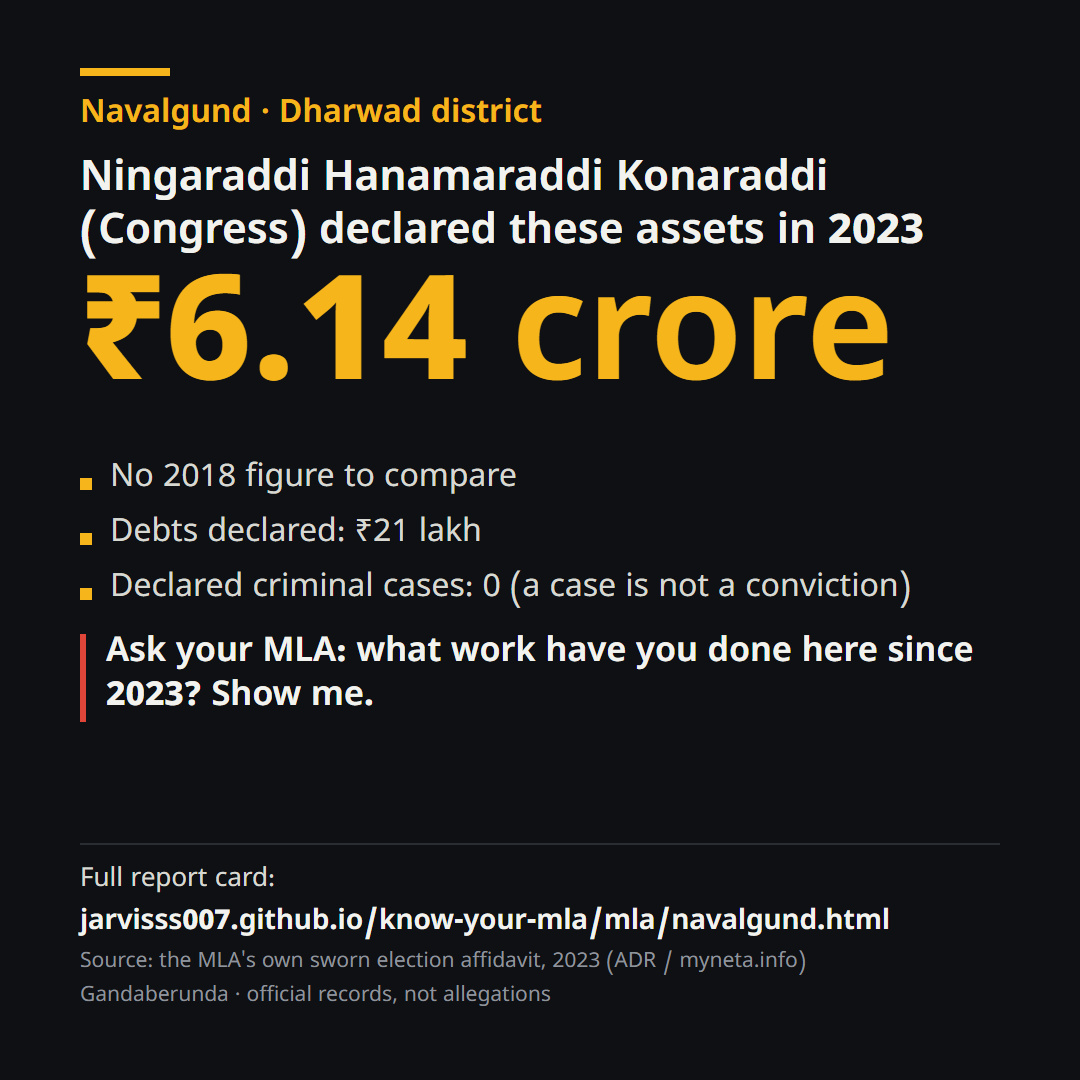 Navalgund · Dharwad district
Ningaraddi Hanamaraddi Konaraddi
(Congress) declared these assets in 2023
₹6.14 crore
No 2018 figure to compare
Debts declared: ₹21 lakh
Declared criminal cases: 0 (a case is not a conviction)
Ask your MLA: what work have you done here since
2023? Show me.
Full report card:
jarvisss007.github.io/know-your-mla/mla/navalgund.html
Source: the MLA's own sworn election affidavit, 2023 (ADR / myneta.info)
Gandaberunda · official records, not allegations